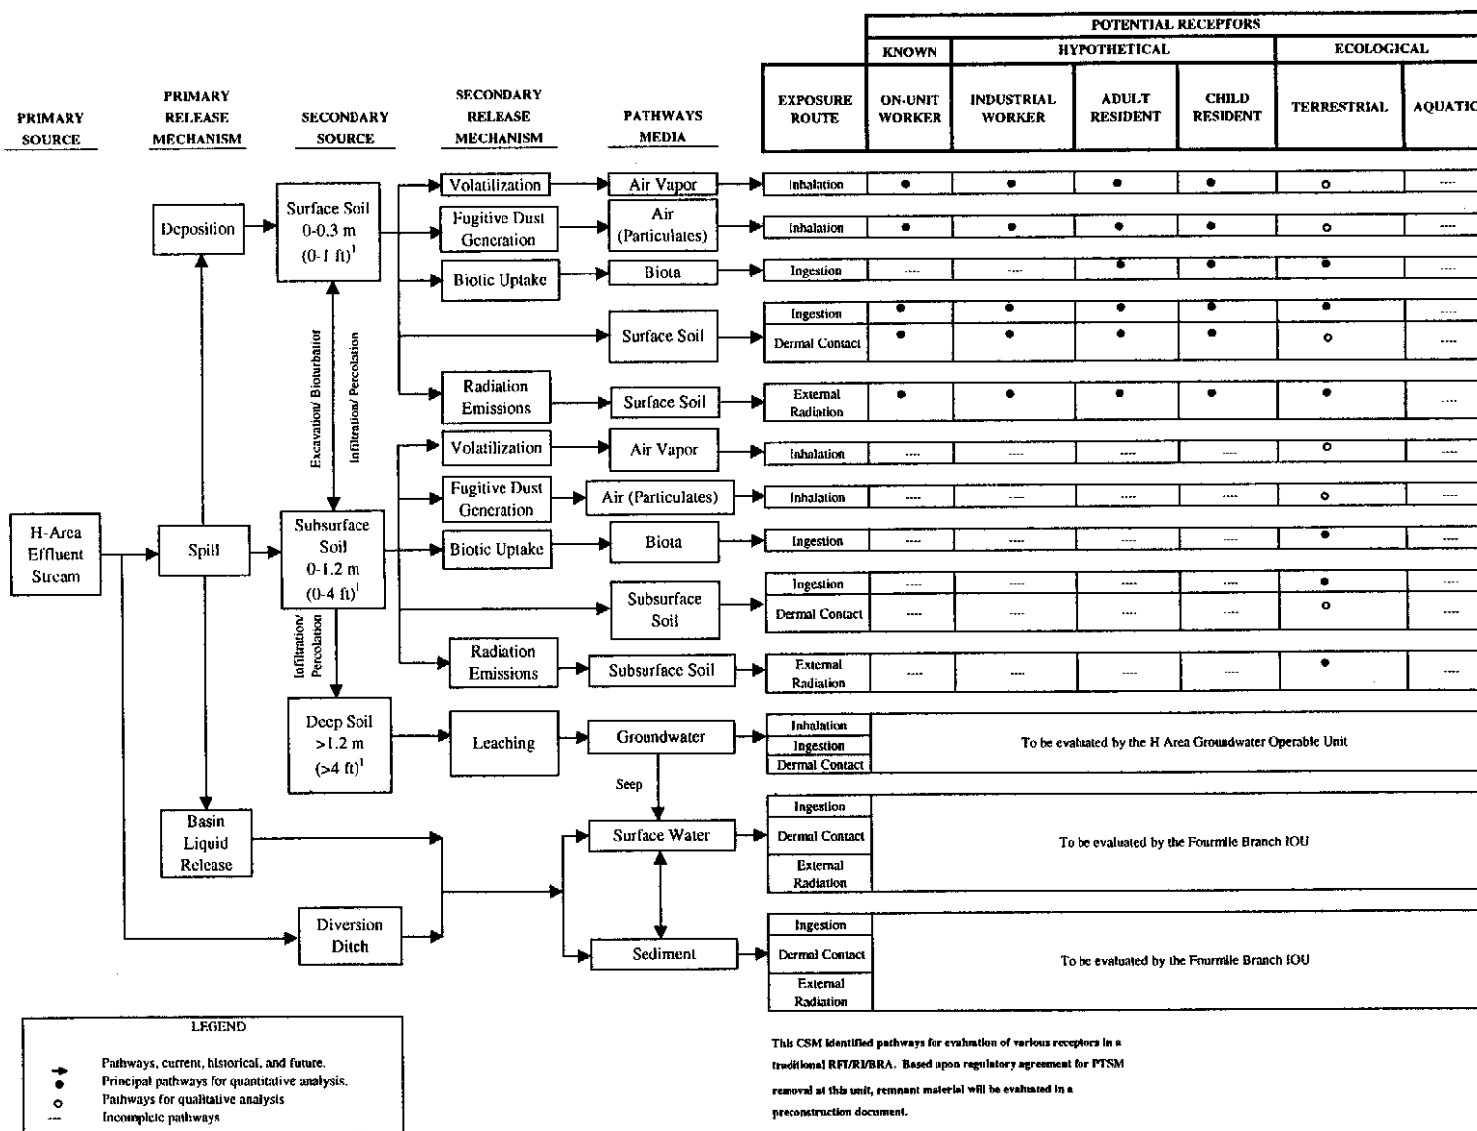 POTENTIAL RECEPTORS
KNOWN
HYPOTHETICAL
ECOLOGICAL
PRIMARY
SOURCE
PRIMARY
RELEASE
MECHANISM
SECONDARY
SOURCE
SECONDARY
RELEASE
MECHANISM
PATHWAYS
MEDIA
EXPOSURE
ROUTE
ON-UNIT
WORKER
INDUSTRIAL
WORKER
ADULT
RESIDENT
CHILD
RESIDENT
TERRESTRIAL
AQUATIC
Deposition
Surface Soil
0-0.3 m
(0-1 ft)¹
Volatilization
Air Vapor
Inhalation ● ● ● ● ○ ----
Fugitive Dust
Generation
Air
(Particulates)
Inhalation ● ● ● ● ○ ----
Biotic Uptake
Biota
Ingestion ---- ---- ● ● ● ----
Surface Soil
Ingestion ● ● ● ● ● ----
Dermal Contact ● ● ● ● ○ ----
Excavation/ Bioturbation
Infiltration/ Percolation
Radiation
Emissions
Surface Soil
External
Radiation ● ● ● ● ● ----
Volatilization
Air Vapor
Inhalation ---- ---- ---- ---- ○
Fugitive Dust
Generation
Air (Particulates)
Inhalation ---- ---- ---- ---- ○ ----
H-Area
Effluent
Stream
Spill
Subsurface
Soil
0-1.2 m
(0-4 ft)¹
Biotic Uptake
Biota
Ingestion ---- ---- ---- ---- ● ----
Subsurface
Soil
Ingestion ---- ---- ---- ---- ● ----
Dermal Contact ---- ---- ---- ---- ○ ----
Infiltration/
Percolation
Radiation
Emissions
Subsurface Soil
External
Radiation ---- ---- ---- ---- ● ----
Deep Soil
>1.2 m
(>4 ft)¹
Leaching
Groundwater
Inhalation
Ingestion
Dermal Contact
To be evaluated by the H Area Groundwater Operable Unit
Seep
Basin
Liquid
Release
Surface Water
Ingestion
Dermal Contact
External
Radiation
To be evaluated by the Fourmile Branch IOU
Diversion
Ditch
Sediment
Ingestion
Dermal Contact
External
Radiation
To be evaluated by the Fourmile Branch IOU
LEGEND
Pathways, current, historical, and future.
● Principal pathways for quantitative analysis.
○ Pathways for qualitative analysis
---- Incomplete pathways
This CSM identified pathways for evaluation of various receptors in a
traditional RFI/RI/BRA. Based upon regulatory agreement for PTSM
removal at this unit, remnant material will be evaluated in a
preconstruction document.